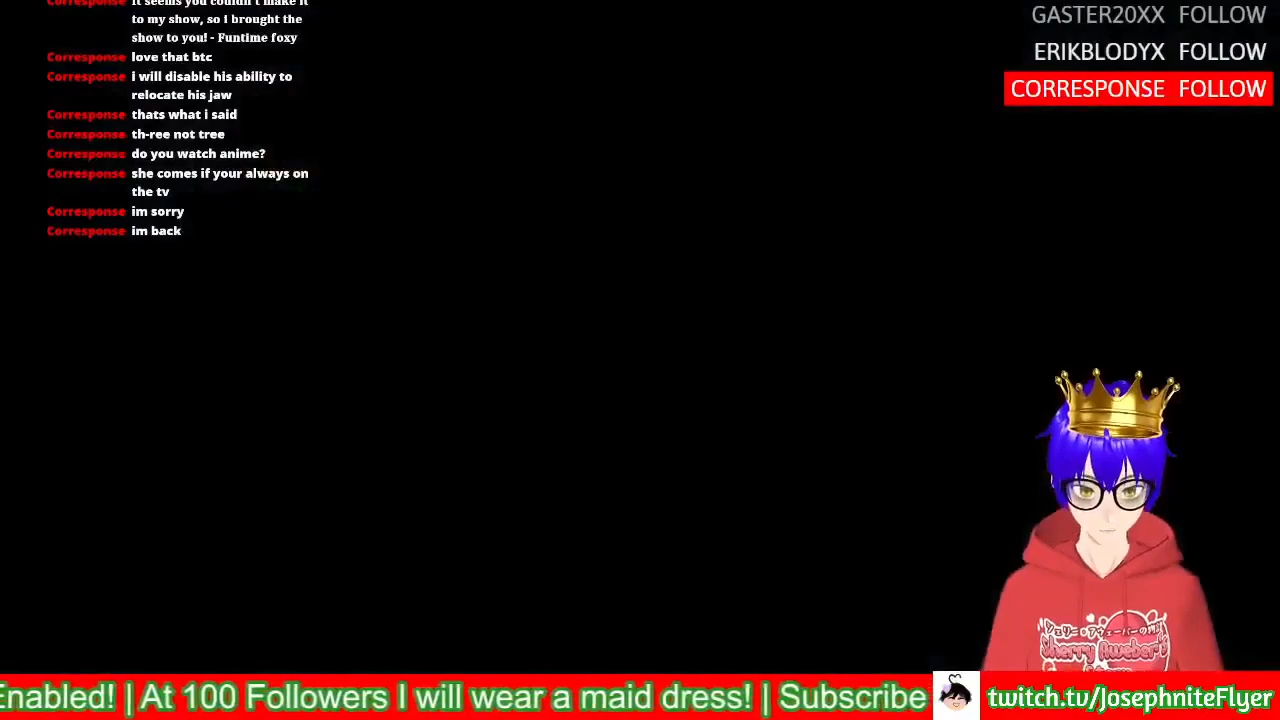 Corresponse it seems you couldn't make it
to my show, so i brought the
show to you! - Funtime foxy
Corresponse love that btc
Corresponse i will disable his ability to
relocate his jaw
Corresponse thats what i said
Corresponse th-ree not tree
Corresponse do you watch anime?
Corresponse she comes if your always on
the tv
Corresponse im sorry
Corresponse im back
GASTER20XX FOLLOW
ERIKBLODYX FOLLOW
CORRESPONSE FOLLOW
Sherry Aweber's
Enabled! | At 100 Followers I will wear a maid dress! | Subscribe
twitch.tv/JosephniteFlyer